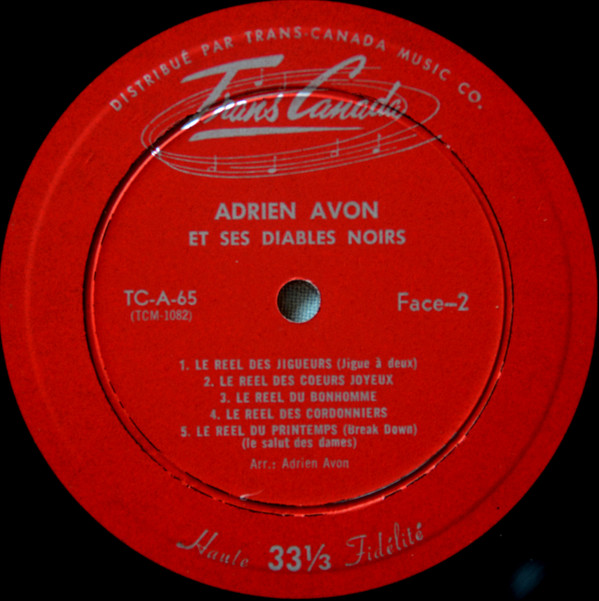 DISTRIBUÉ PAR TRANS-CANADA MUSIC CO.
Trans Canada
ADRIEN AVON
ET SES DIABLES NOIRS
TC-A-65
(TCM-1082)
Face-2
1. LE REEL DES JIGUEURS (Jigue à deux)
2. LE REEL DES COEURS JOYEUX
3. LE REEL DU BONHOMME
4. LE REEL DES CORDONNIERS
5. LE REEL DU PRINTEMPS (Break Down)
(le salut des dames)
Arr.: Adrien Avon
Haute 33⅓ Fidélité